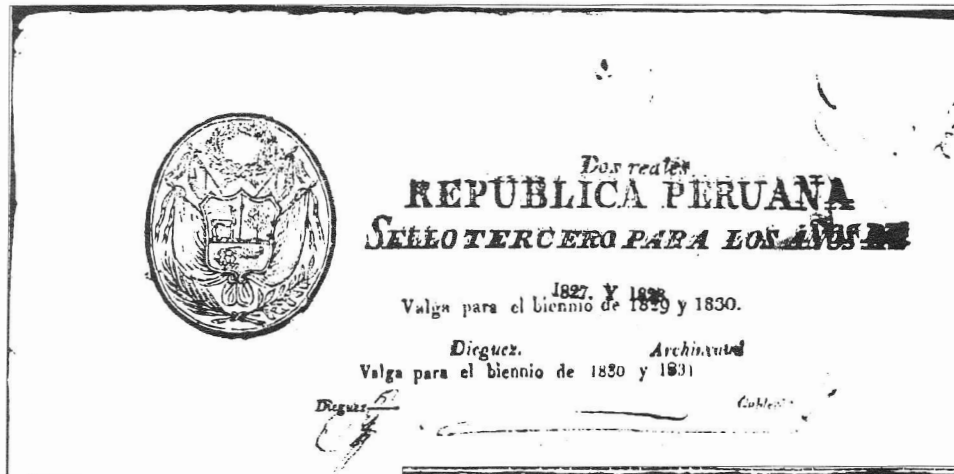 Dos reales.
REPUBLICA PERUANA
SELLO TERCERO PARA LOS AÑOS DE
1827. Y 1828
Valga para el biennio de 1829 y 1830.
Dieguez.
Valga para el biennio de 1830 y 1831
Dieguez